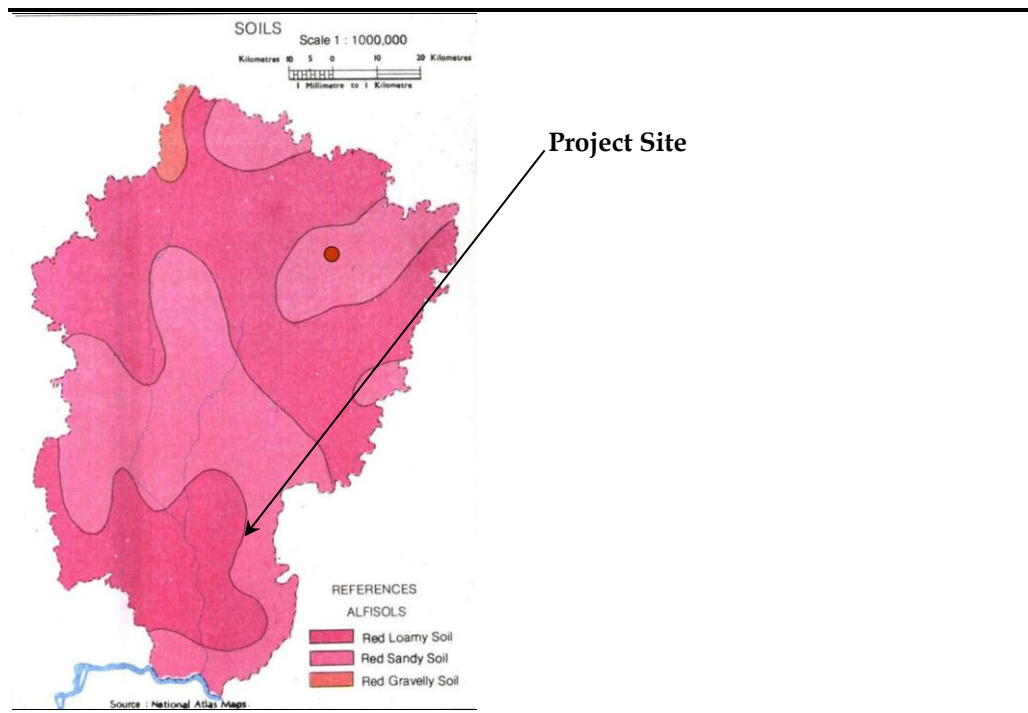 SOILS
Scale 1 : 1000,000
Kilometres 10 5 0 10 20 Kilometres
1 Millimetre to 1 Kilometre
Project Site
REFERENCES
ALFISOLS
Red Loamy Soil
Red Sandy Soil
Red Gravelly Soil
Source : National Atlas Maps.